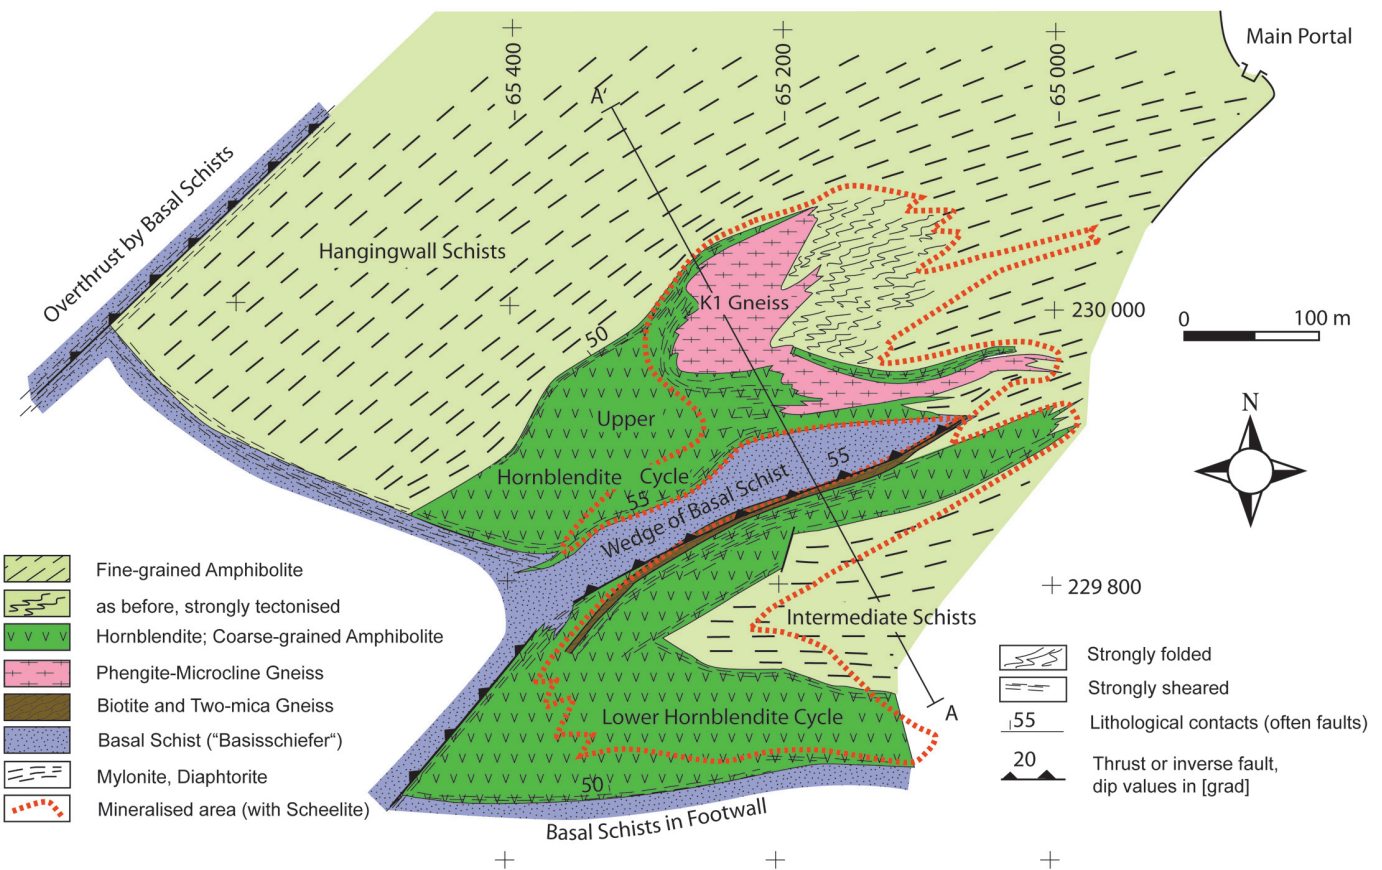 Main Portal
65 400
65 200
65 000
A'
Overthrust by Basal Schists
Hangingwall Schists
K1 Gneiss
230 000
0 100 m
50
Upper
Hornblendite Cycle
55
55
Wedge of Basal Schist
N
229 800
Intermediate Schists
A
Lower Hornblendite Cycle
50
Basal Schists in Footwall
Fine-grained Amphibolite
as before, strongly tectonised
Hornblendite; Coarse-grained Amphibolite
Phengite-Microcline Gneiss
Biotite and Two-mica Gneiss
Basal Schist ("Basisschiefer“)
Mylonite, Diaphtorite
Mineralised area (with Scheelite)
Strongly folded
Strongly sheared
55 Lithological contacts (often faults)
20 Thrust or inverse fault,
dip values in [grad]